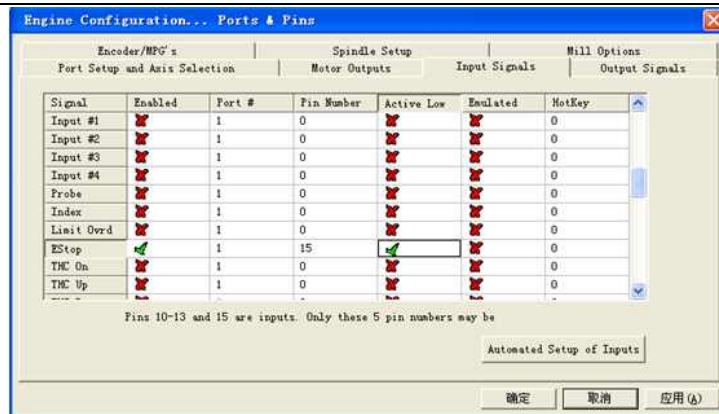 Engine Configuration... Ports & Pins
Encoder/MPG's Spindle Setup Mill Options
Port Setup and Axis Selection Motor Outputs Input Signals Output Signals
Signal Enabled Port # Pin Number Active Low Emulated HotKey
Input #1 1 0 0
Input #2 1 0 0
Input #3 1 0 0
Input #4 1 0 0
Probe 1 0 0
Index 1 0 0
Limit Ovrd 1 0 0
EStop 1 15 0
THC On 1 0 0
THC Up 1 0 0
Pins 10-13 and 15 are inputs. Only these 5 pin numbers may be
Automated Setup of Inputs
确定 取消 应用(A)